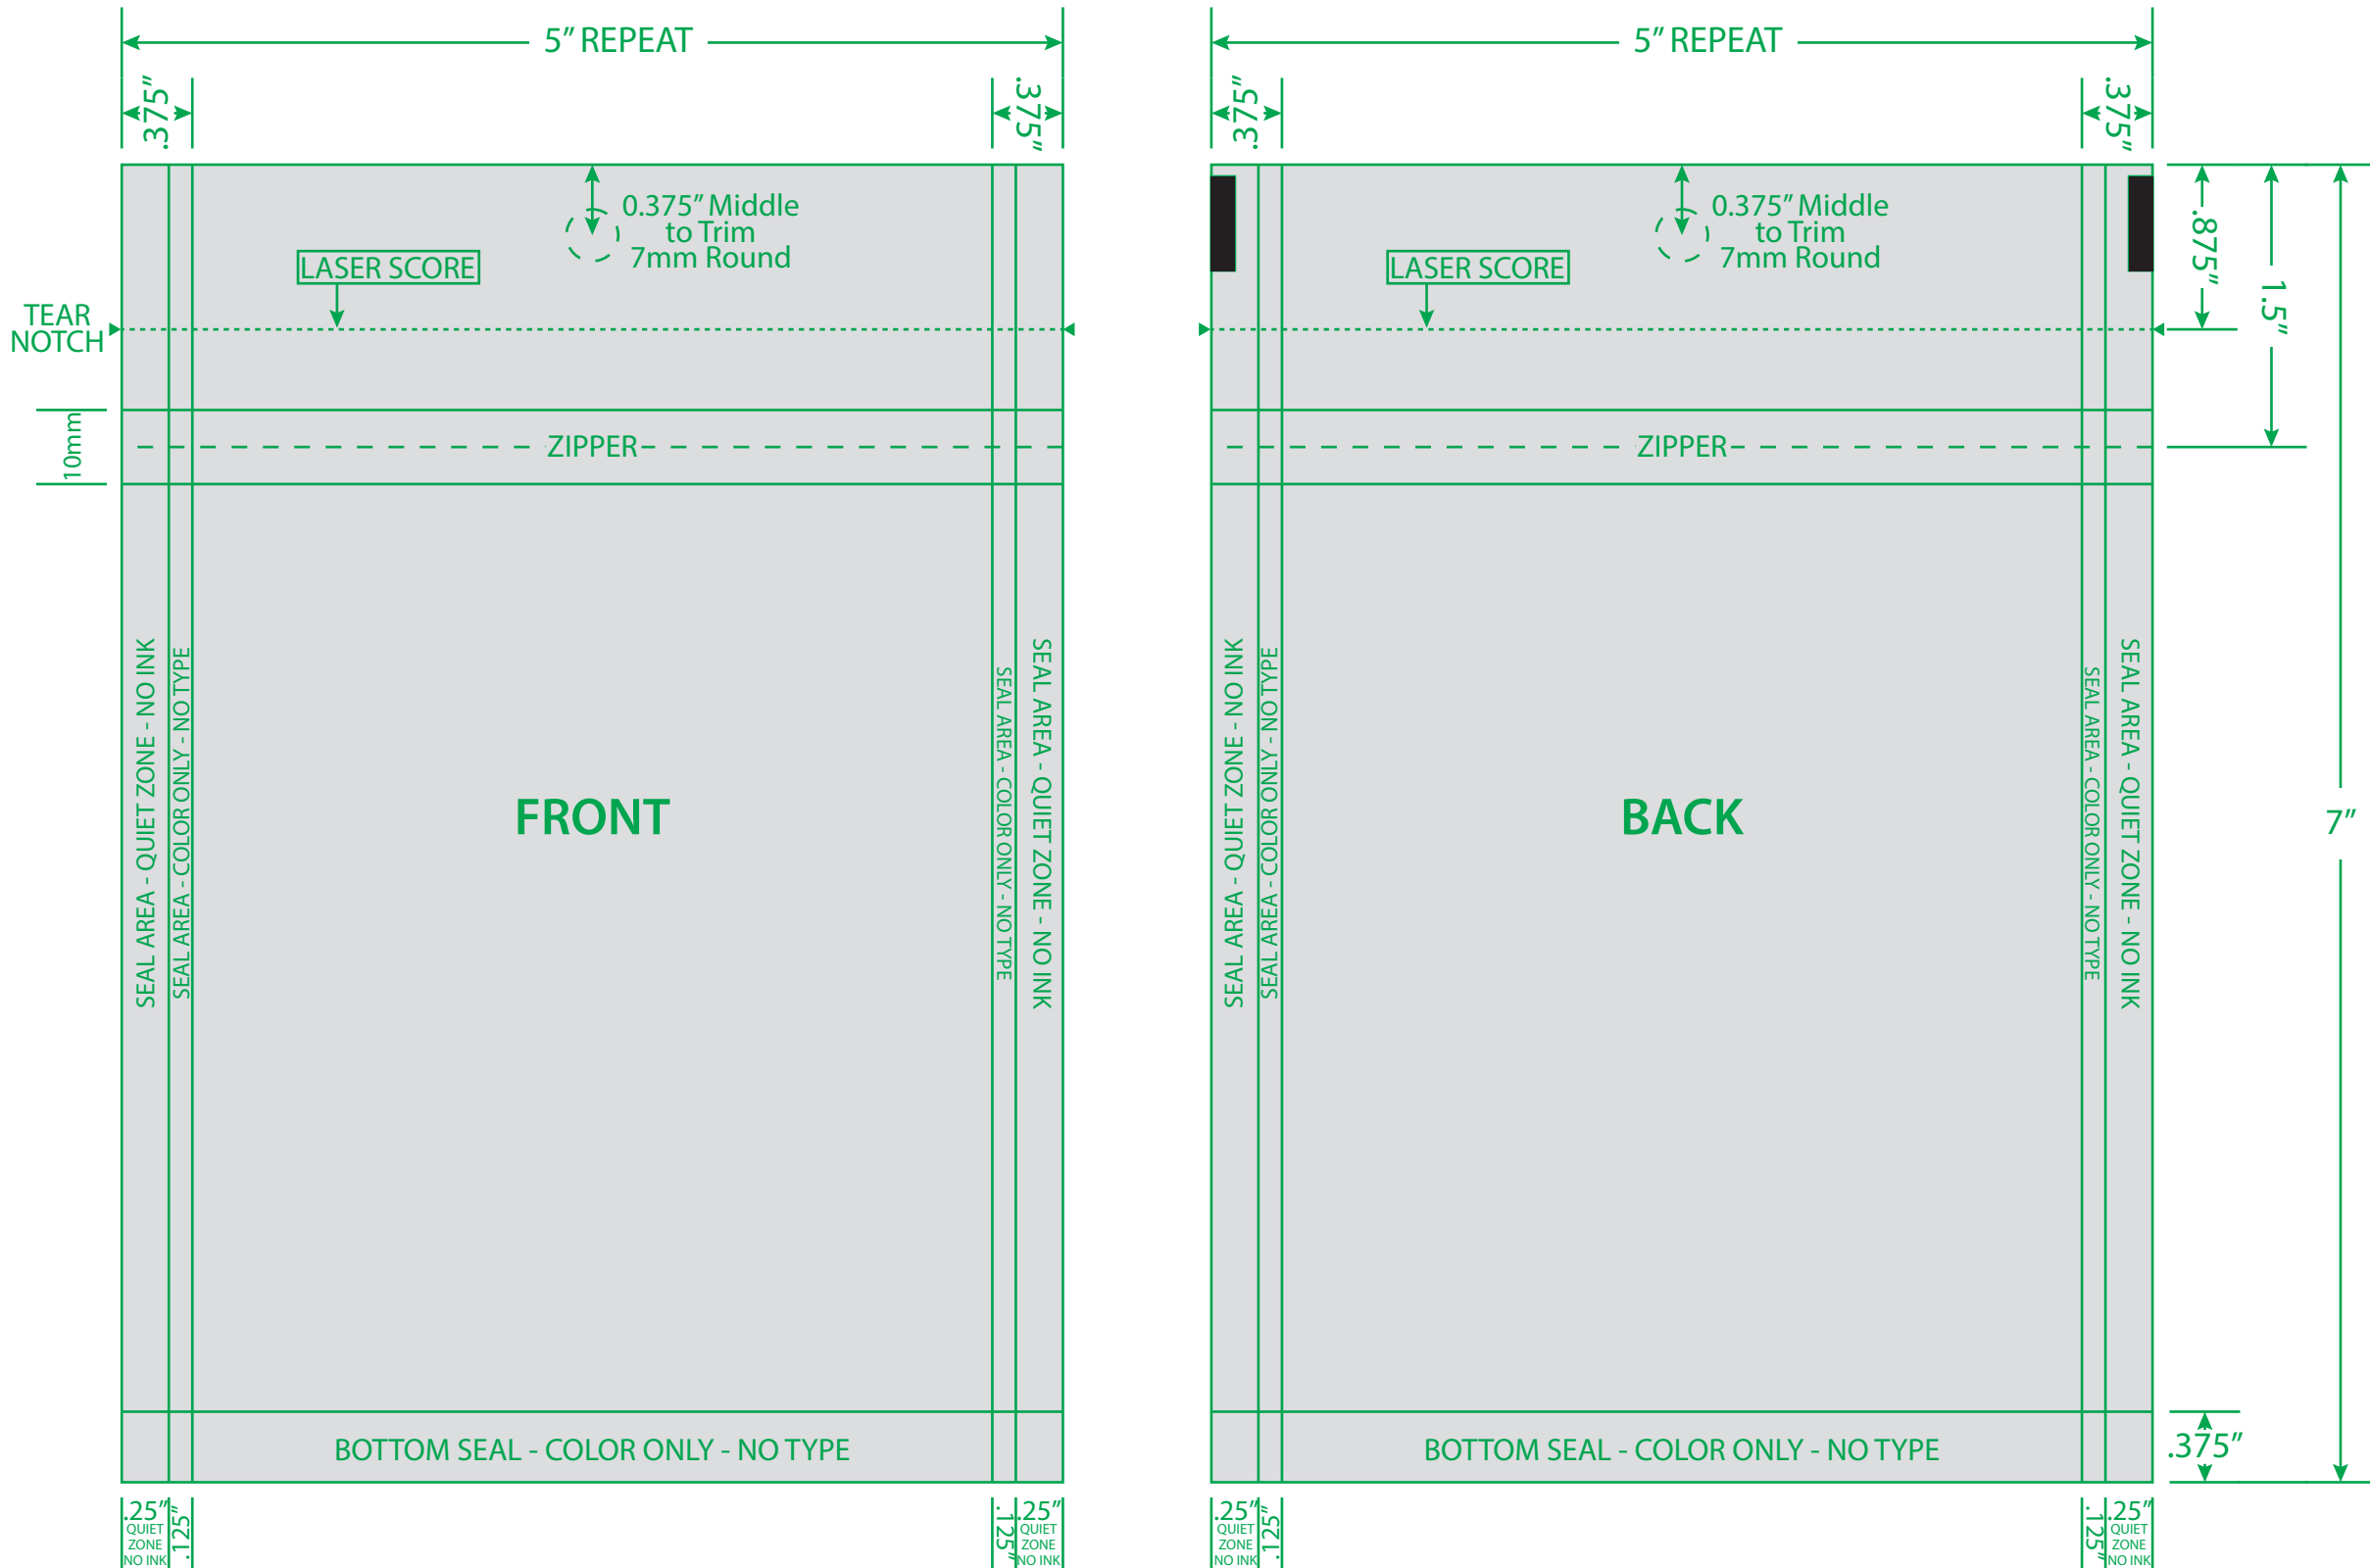 5” REPEAT
.375”
.375”
0.375” Middle
to Trim
7mm Round
LASER SCORE
TEAR
NOTCH
10mm
ZIPPER
SEAL AREA - QUIET ZONE - NO INK
SEAL AREA - COLOR ONLY - NO TYPE
FRONT
SEAL AREA - COLOR ONLY - NO TYPE
SEAL AREA - QUIET ZONE - NO INK
BOTTOM SEAL - COLOR ONLY - NO TYPE
.25”
QUIET
ZONE
NO INK
.125”
.125”
.25”
QUIET
ZONE
NO INK
5” REPEAT
.375”
.375”
0.375” Middle
to Trim
7mm Round
LASER SCORE
.875”
1.5”
ZIPPER
SEAL AREA - QUIET ZONE - NO INK
SEAL AREA - COLOR ONLY - NO TYPE
BACK
SEAL AREA - COLOR ONLY - NO TYPE
SEAL AREA - QUIET ZONE - NO INK
7”
BOTTOM SEAL - COLOR ONLY - NO TYPE
.375”
.25”
QUIET
ZONE
NO INK
.125”
.125”
.25”
QUIET
ZONE
NO INK